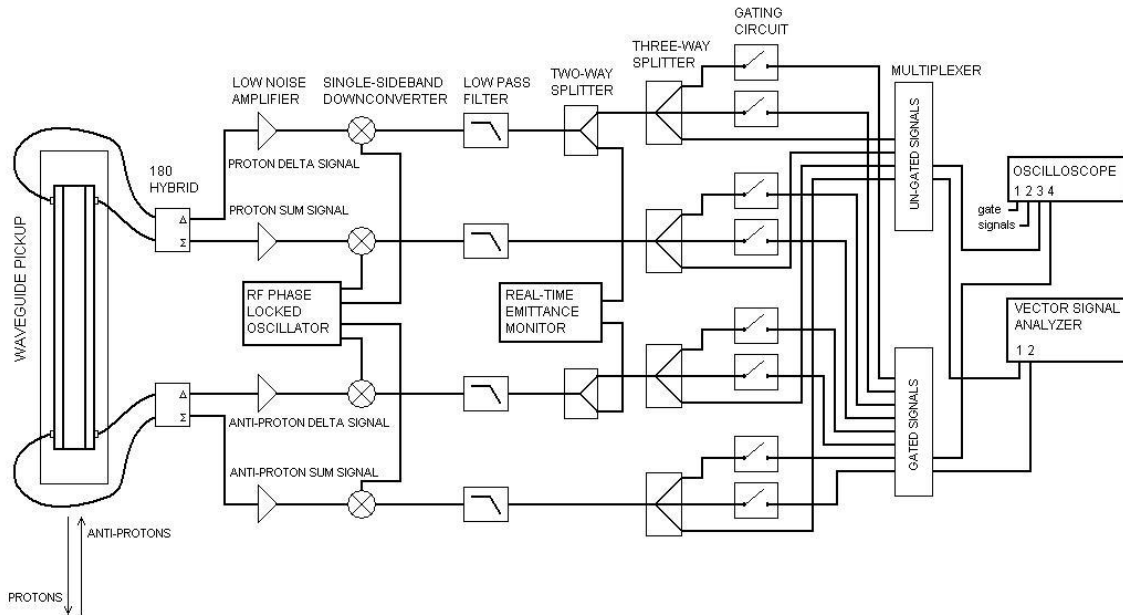 GATING
CIRCUIT
THREE-WAY
SPLITTER
TWO-WAY
SPLITTER
MULTIPLEXER
LOW NOISE
AMPLIFIER
SINGLE-SIDEBAND
DOWNCONVERTER
LOW PASS
FILTER
180
HYBRID
PROTON DELTA SIGNAL
UN-GATED SIGNALS
OSCILLOSCOPE
1 2 3 4
gate
signals
Δ
Σ
PROTON SUM SIGNAL
WAVEGUIDE PICKUP
RF PHASE
LOCKED
OSCILLATOR
REAL-TIME
EMITTANCE
MONITOR
VECTOR SIGNAL
ANALYZER
1 2
Δ
Σ
ANTI-PROTON DELTA SIGNAL
GATED SIGNALS
ANTI-PROTON SUM SIGNAL
ANTI-PROTONS
PROTONS